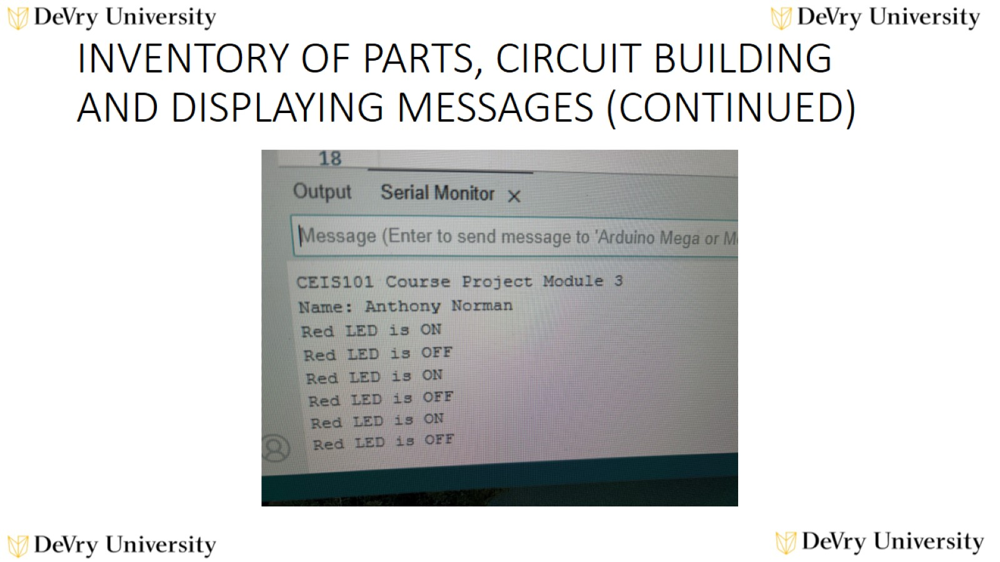 DeVry University
DeVry University
INVENTORY OF PARTS, CIRCUIT BUILDING
AND DISPLAYING MESSAGES (CONTINUED)
18
Output Serial Monitor X
Message (Enter to send message to 'Arduino Mega or M
CEIS101 Course Project Module 3
Name: Anthony Norman
Red LED is ON
Red LED is OFF
Red LED is ON
Red LED is OFF
Red LED is ON
Red LED is OFF
DeVry University
DeVry University